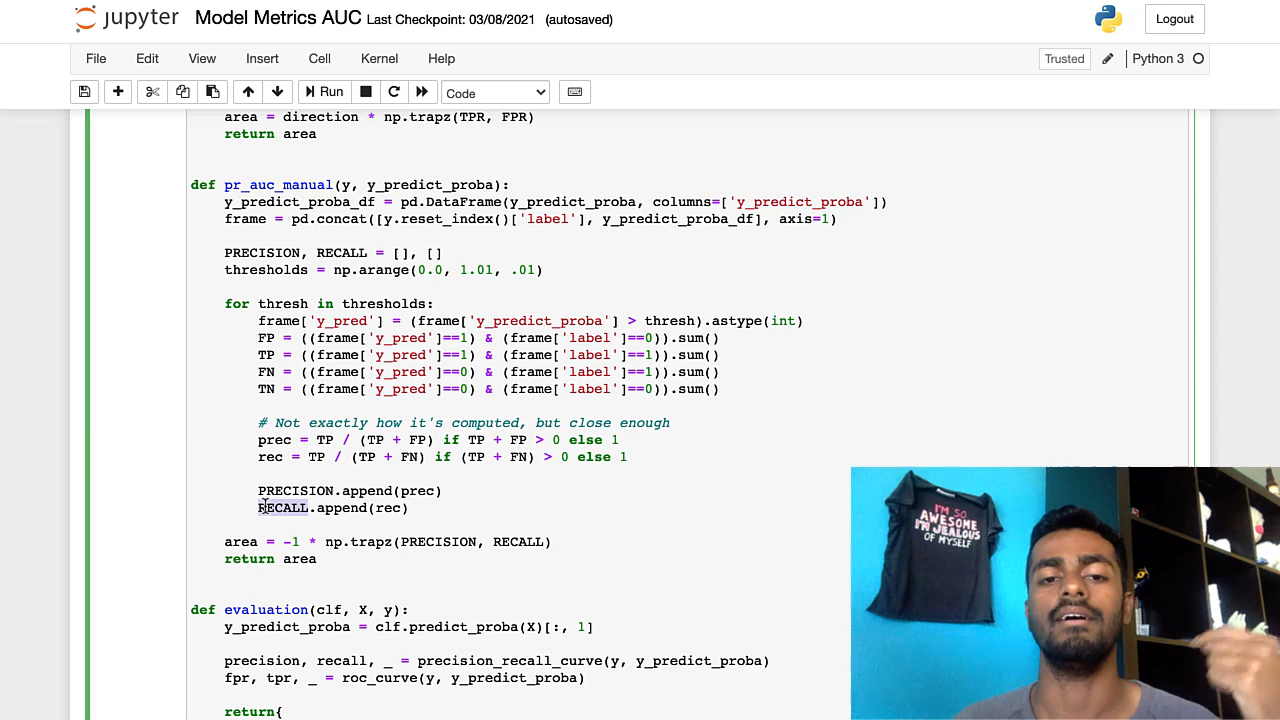 jupyter Model Metrics AUC Last Checkpoint: 03/08/2021 (autosaved)
Logout
File Edit View Insert Cell Kernel Help
Trusted Python 3
Run Code
area = direction * np.trapz(TPR, FPR)
return area
def pr_auc_manual(y, y_predict_proba):
y_predict_proba_df = pd.DataFrame(y_predict_proba, columns=['y_predict_proba'])
frame = pd.concat([y.reset_index()['label'], y_predict_proba_df], axis=1)
PRECISION, RECALL = [], []
thresholds = np.arange(0.0, 1.01, .01)
for thresh in thresholds:
frame['y_pred'] = (frame['y_predict_proba'] > thresh).astype(int)
FP = ((frame['y_pred']==1) & (frame['label']==0)).sum()
TP = ((frame['y_pred']==1) & (frame['label']==1)).sum()
FN = ((frame['y_pred']==0) & (frame['label']==1)).sum()
TN = ((frame['y_pred']==0) & (frame['label']==0)).sum()
# Not exactly how it's computed, but close enough
prec = TP / (TP + FP) if TP + FP > 0 else 1
rec = TP / (TP + FN) if (TP + FN) > 0 else 1
PRECISION.append(prec)
RECALL.append(rec)
area = -1 * np.trapz(PRECISION, RECALL)
return area
def evaluation(clf, X, y):
y_predict_proba = clf.predict_proba(X)[:, 1]
precision, recall, _ = precision_recall_curve(y, y_predict_proba)
fpr, tpr, _ = roc_curve(y, y_predict_proba)
return{
I'M SO
AWESOME
I'M JEALOUS
OF MYSELF